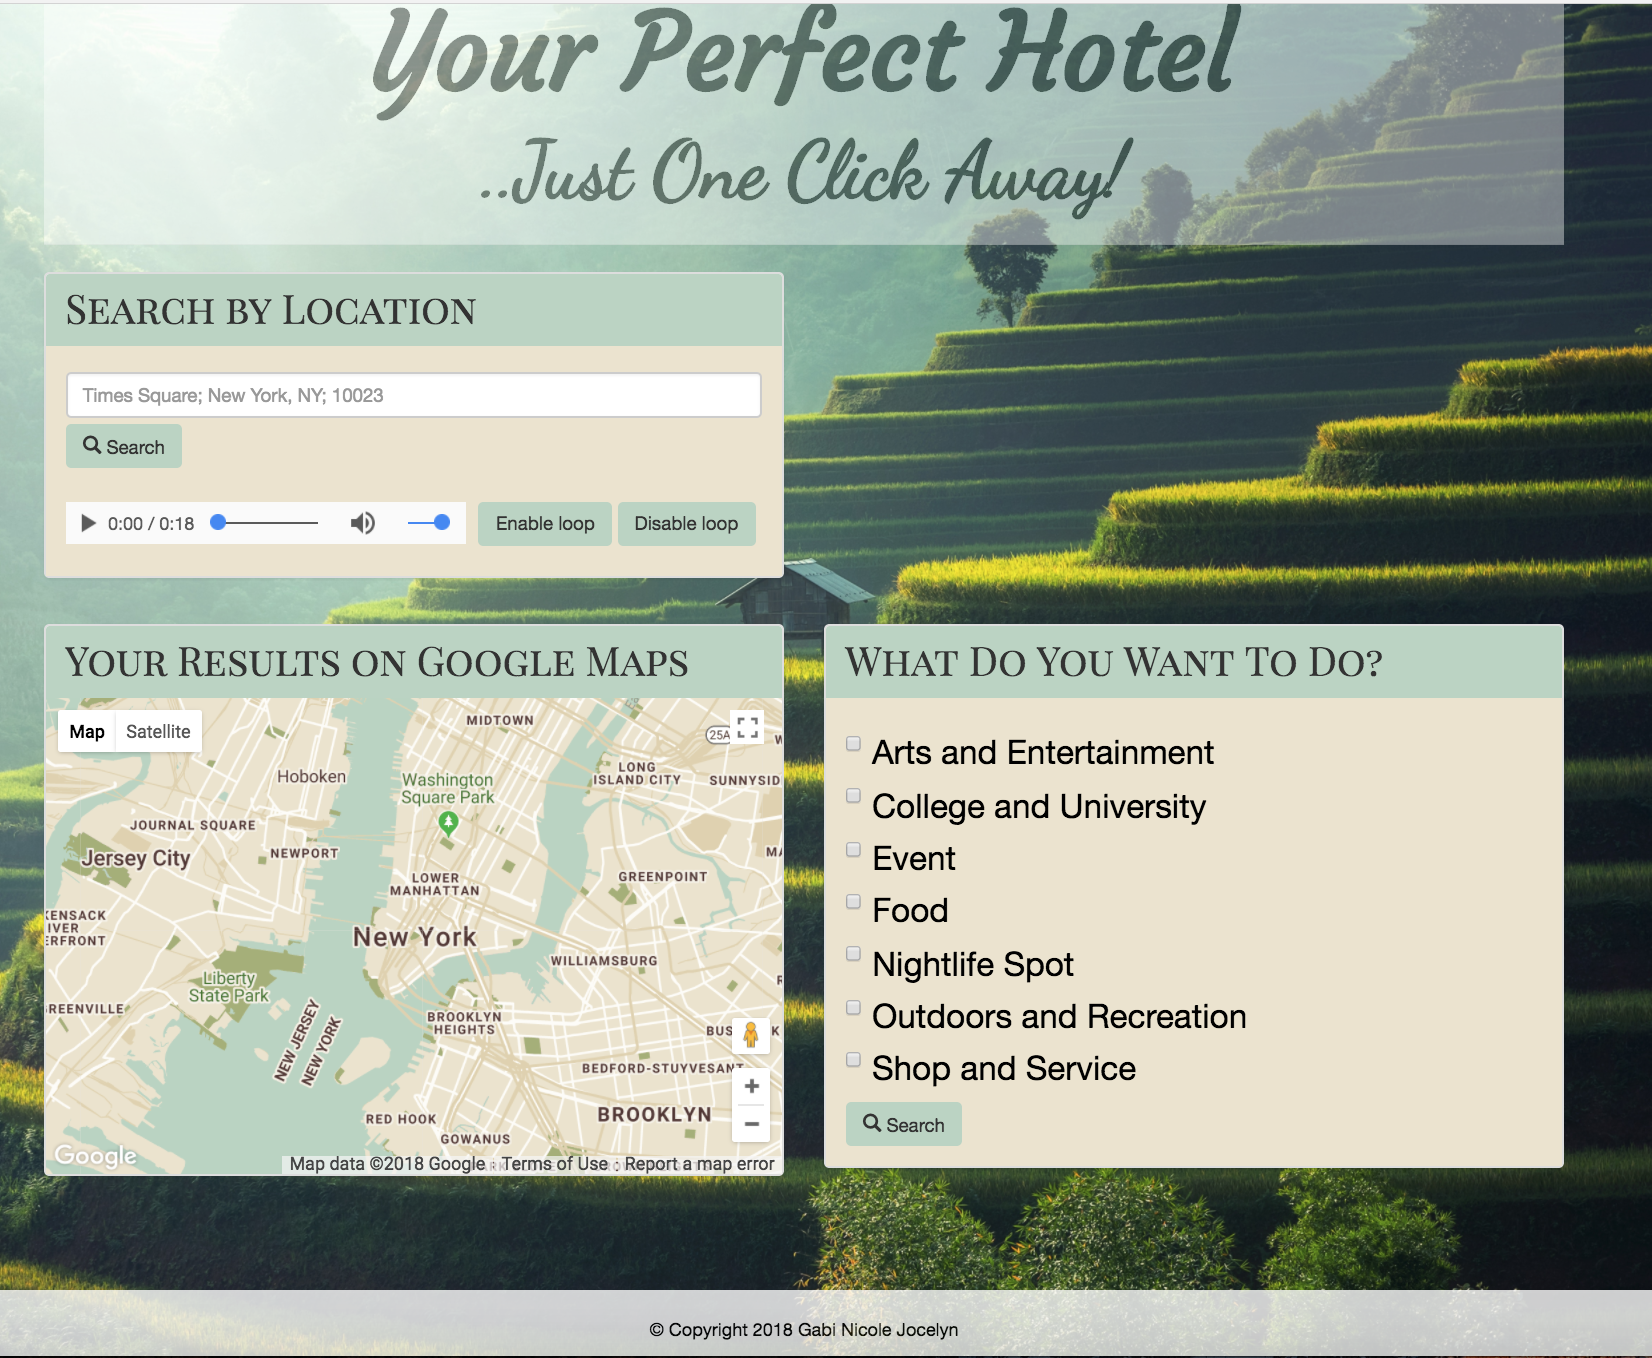 Your Perfect Hotel
..Just One Click Away!
Search by Location
Times Square; New York, NY; 10023
Search
0:00 / 0:18
Enable loop
Disable loop
Your Results on Google Maps
Map
Satellite
MIDTOWN
25A
Hoboken
Washington
Square Park
LONG
ISLAND CITY
SUNNYSID
JOURNAL SQUARE
Jersey City
NEWPORT
LOWER
MANHATTAN
GREENPOINT
KENSACK
IVER
ERFRONT
New York
WILLIAMSBURG
Liberty
State Park
REENVILLE
NEW JERSEY
NEW YORK
BROOKLYN
HEIGHTS
BUS
K
BEDFORD-STUYVESANT
BROOKLYN
RED HOOK
GOWANUS
Google
Map data ©2018 Google
Terms of Use
Report a map error
What Do You Want To Do?
Arts and Entertainment
College and University
Event
Food
Nightlife Spot
Outdoors and Recreation
Shop and Service
Search
© Copyright 2018 Gabi Nicole Jocelyn